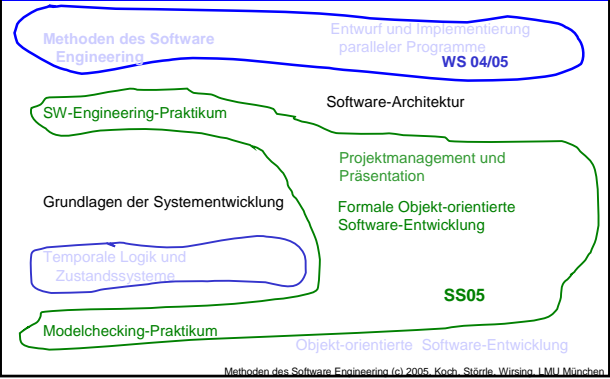 Methoden des Software
Engineering
Entwurf und Implementierung
paralleler Programme
WS 04/05
Software-Architektur
SW-Engineering-Praktikum
Projektmanagement und
Präsentation
Grundlagen der Systementwicklung
Formale Objekt-orientierte
Software-Entwicklung
Temporale Logik und
Zustandssysteme
SS05
Modelchecking-Praktikum
Objekt-orientierte Software-Entwicklung
Methoden des Software Engineering (c) 2005, Koch, Störrle, Wirsing, LMU München